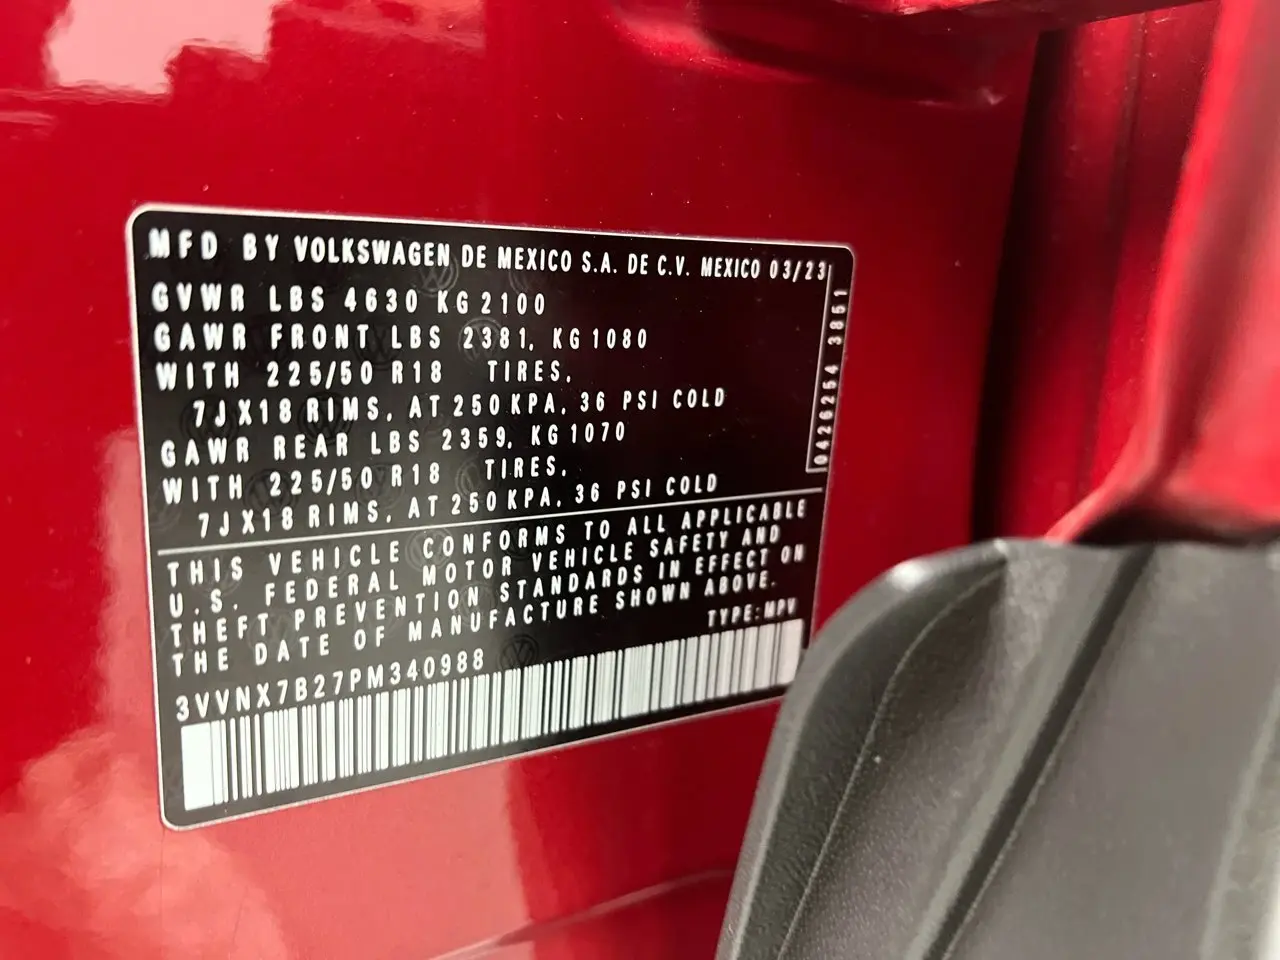 MFD BY VOLKSWAGEN DE MEXICO S.A. DE C.V. MEXICO 03/23
GVWR LBS 4630 KG 2100
GAWR FRONT LBS 2381, KG 1080
WITH 225/50 R18 TIRES,
7JX18 RIMS, AT 250 KPA, 36 PSI COLD
GAWR REAR LBS 2359, KG 1070
WITH 225/50 R18 TIRES,
7JX18 RIMS, AT 250 KPA, 36 PSI COLD
0426254 3851
THIS VEHICLE CONFORMS TO ALL APPLICABLE
U.S. FEDERAL MOTOR VEHICLE SAFETY AND
THEFT PREVENTION STANDARDS IN EFFECT ON
THE DATE OF MANUFACTURE SHOWN ABOVE.
TYPE: MPV
3VVNX7B27PM340988